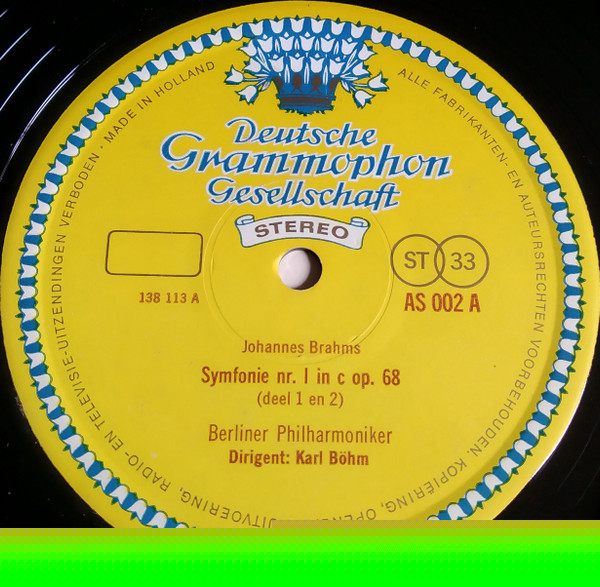 MADE IN HOLLAND · ALLE FABRIKANTEN- EN AUTEURSRECHTEN VOORBEHOUDEN, KOPIËRING, UITVOERING, RADIO- EN TELEVISIE-UITZENDINGEN VERBODEN ·
Deutsche
Grammophon
Gesellschaft
STEREO
ST 33
138 113 A
AS 002 A
Johannes Brahms
Symfonie nr. I in c op. 68
(deel 1 en 2)
Berliner Philharmoniker
Dirigent: Karl Böhm